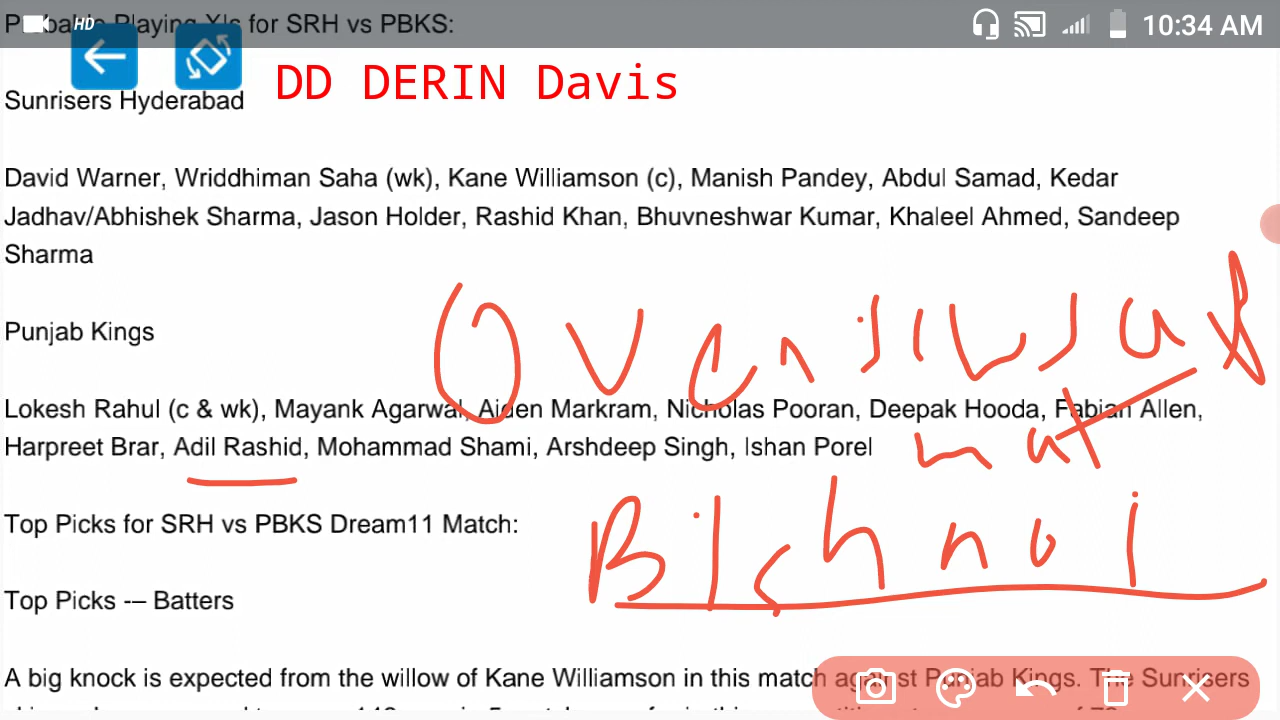 Playing XIs for SRH vs PBKS:
HD
10:34 AM
DD DERIN Davis
Sunrisers Hyderabad
David Warner, Wriddhiman Saha (wk), Kane Williamson (c), Manish Pandey, Abdul Samad, Kedar
Jadhav/Abhishek Sharma, Jason Holder, Rashid Khan, Bhuvneshwar Kumar, Khaleel Ahmed, Sandeep
Sharma
Punjab Kings
Lokesh Rahul (c & wk), Mayank Agarwal, Aiden Markram, Nicholas Pooran, Deepak Hooda, Fabian Allen,
Harpreet Brar, Adil Rashid, Mohammad Shami, Arshdeep Singh, Ishan Porel
Top Picks for SRH vs PBKS Dream11 Match:
Bishnoi
Top Picks -– Batters
A big knock is expected from the willow of Kane Williamson in this match against Punjab Kings. The Sunrisers